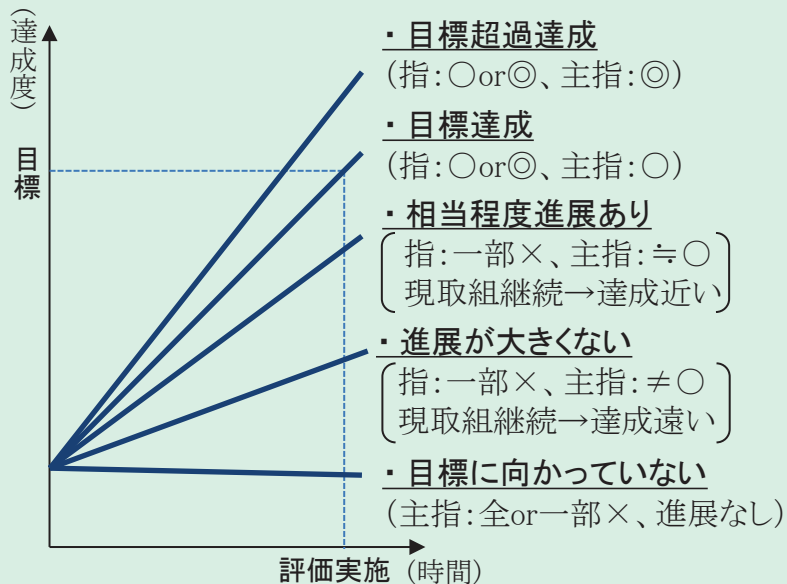 (達成度)
目標
・目標超過達成
(指:○or◎、主指:◎)
・目標達成
(指:○or◎、主指:○)
・相当程度進展あり
指:一部×、主指:≒○
現取組継続→達成近い
・進展が大きくない
指:一部×、主指:≠○
現取組継続→達成遠い
・目標に向かっていない
(主指:全or一部×、進展なし)
評価実施 (時間)